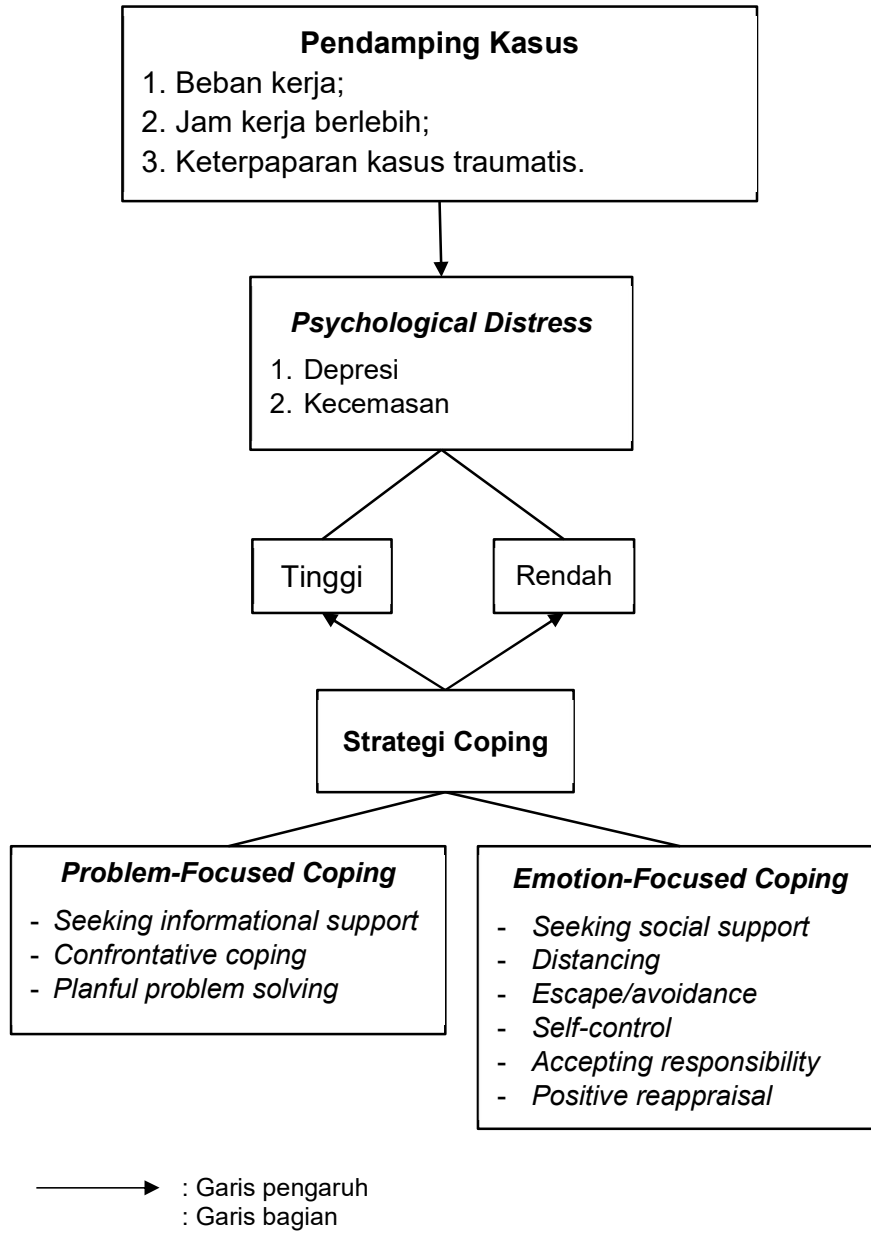 Pendamping Kasus
1. Beban kerja;
2. Jam kerja berlebih;
3. Keterpaparan kasus traumatis.
Psychological Distress
1. Depresi
2. Kecemasan
Tinggi
Rendah
Strategi Coping
Problem-Focused Coping
- Seeking informational support
- Confrontative coping
- Planful problem solving
Emotion-Focused Coping
- Seeking social support
- Distancing
- Escape/avoidance
- Self-control
- Accepting responsibility
- Positive reappraisal
: Garis pengaruh
: Garis bagian